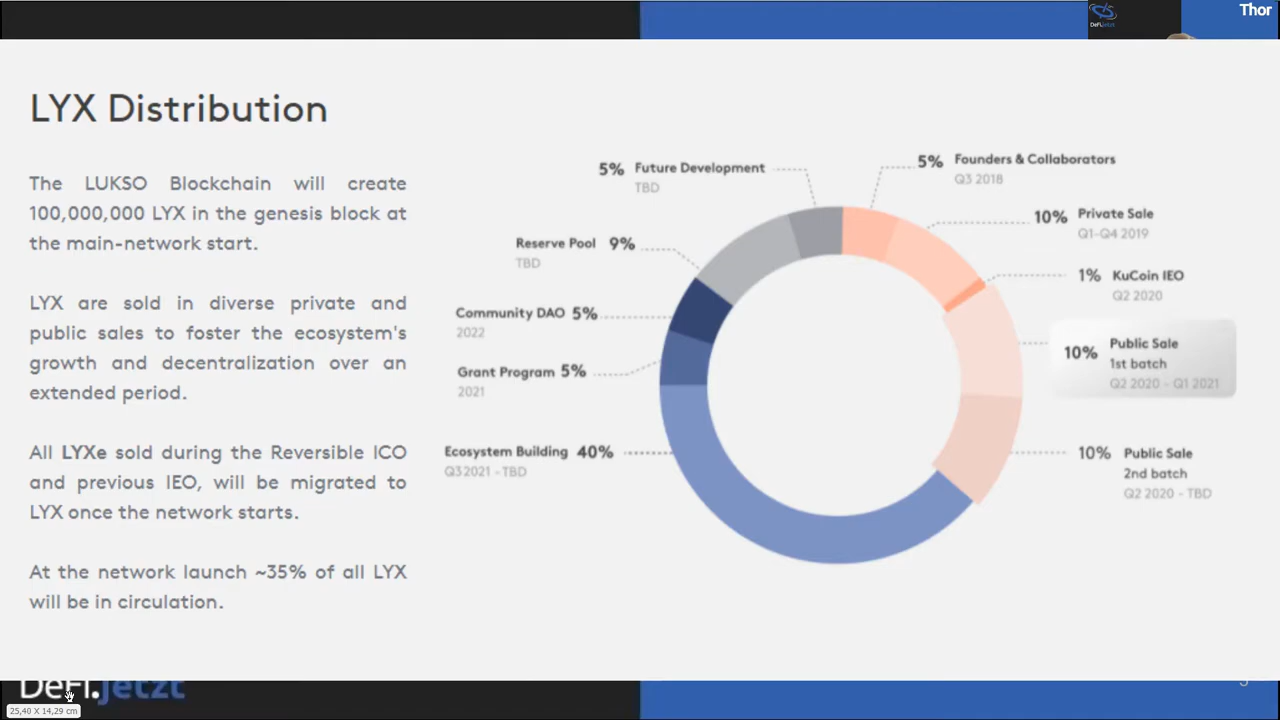 DeFi.Jetzt
Thor
LYX Distribution
The LUKSO Blockchain will create
100,000,000 LYX in the genesis block at
the main-network start.
LYX are sold in diverse private and
public sales to foster the ecosystem's
growth and decentralization over an
extended period.
All LYXe sold during the Reversible ICO
and previous IEO, will be migrated to
LYX once the network starts.
At the network launch ~35% of all LYX
will be in circulation.
5% Future Development
TBD
Reserve Pool 9%
TBD
Community DAO 5%
2022
Grant Program 5%
2021
Ecosystem Building 40%
Q3 2021 - TBD
5% Founders & Collaborators
Q3 2018
10% Private Sale
Q1-Q4 2019
1% KuCoin IEO
Q2 2020
10% Public Sale
1st batch
Q2 2020 - Q1 2021
10% Public Sale
2nd batch
Q2 2020 - TBD
DeFi.Jetzt
25,40 X 14,29 cm